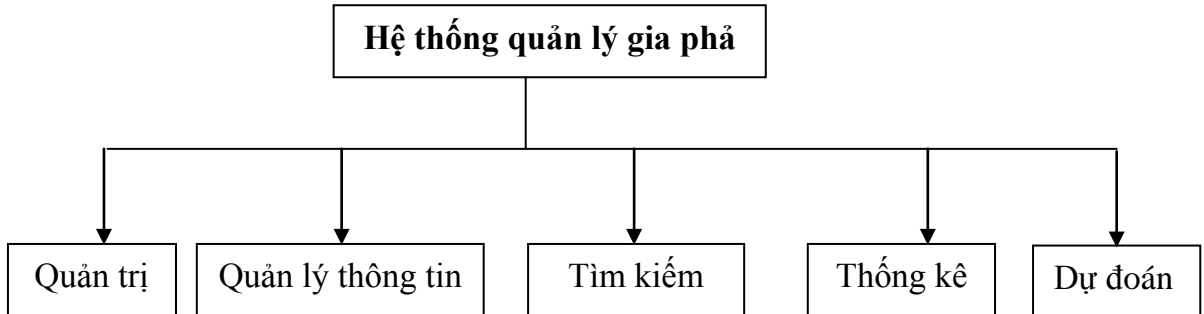 Hệ thống quản lý gia phả
Quản trị
Quản lý thông tin
Tìm kiếm
Thống kê
Dự đoán